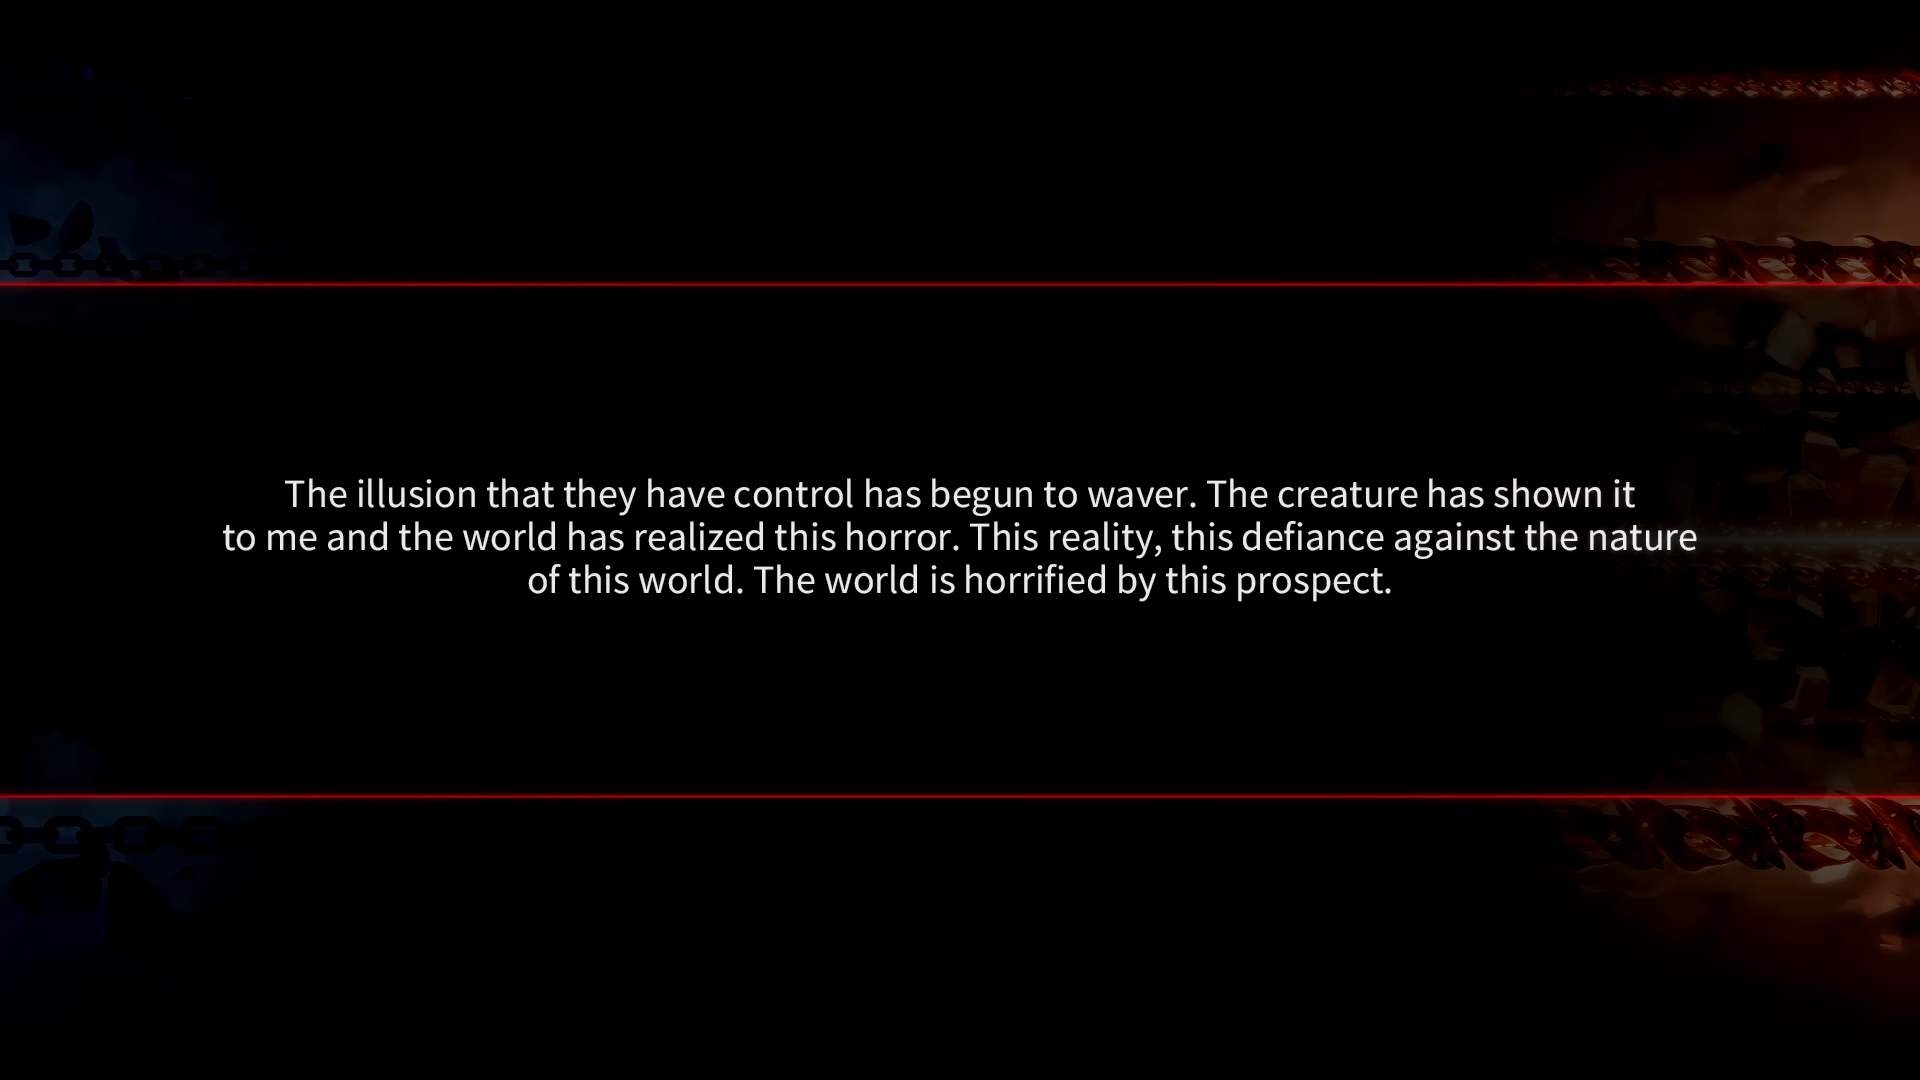 The illusion that they have control has begun to waver. The creature has shown it
to me and the world has realized this horror. This reality, this defiance against the nature
of this world. The world is horrified by this prospect.